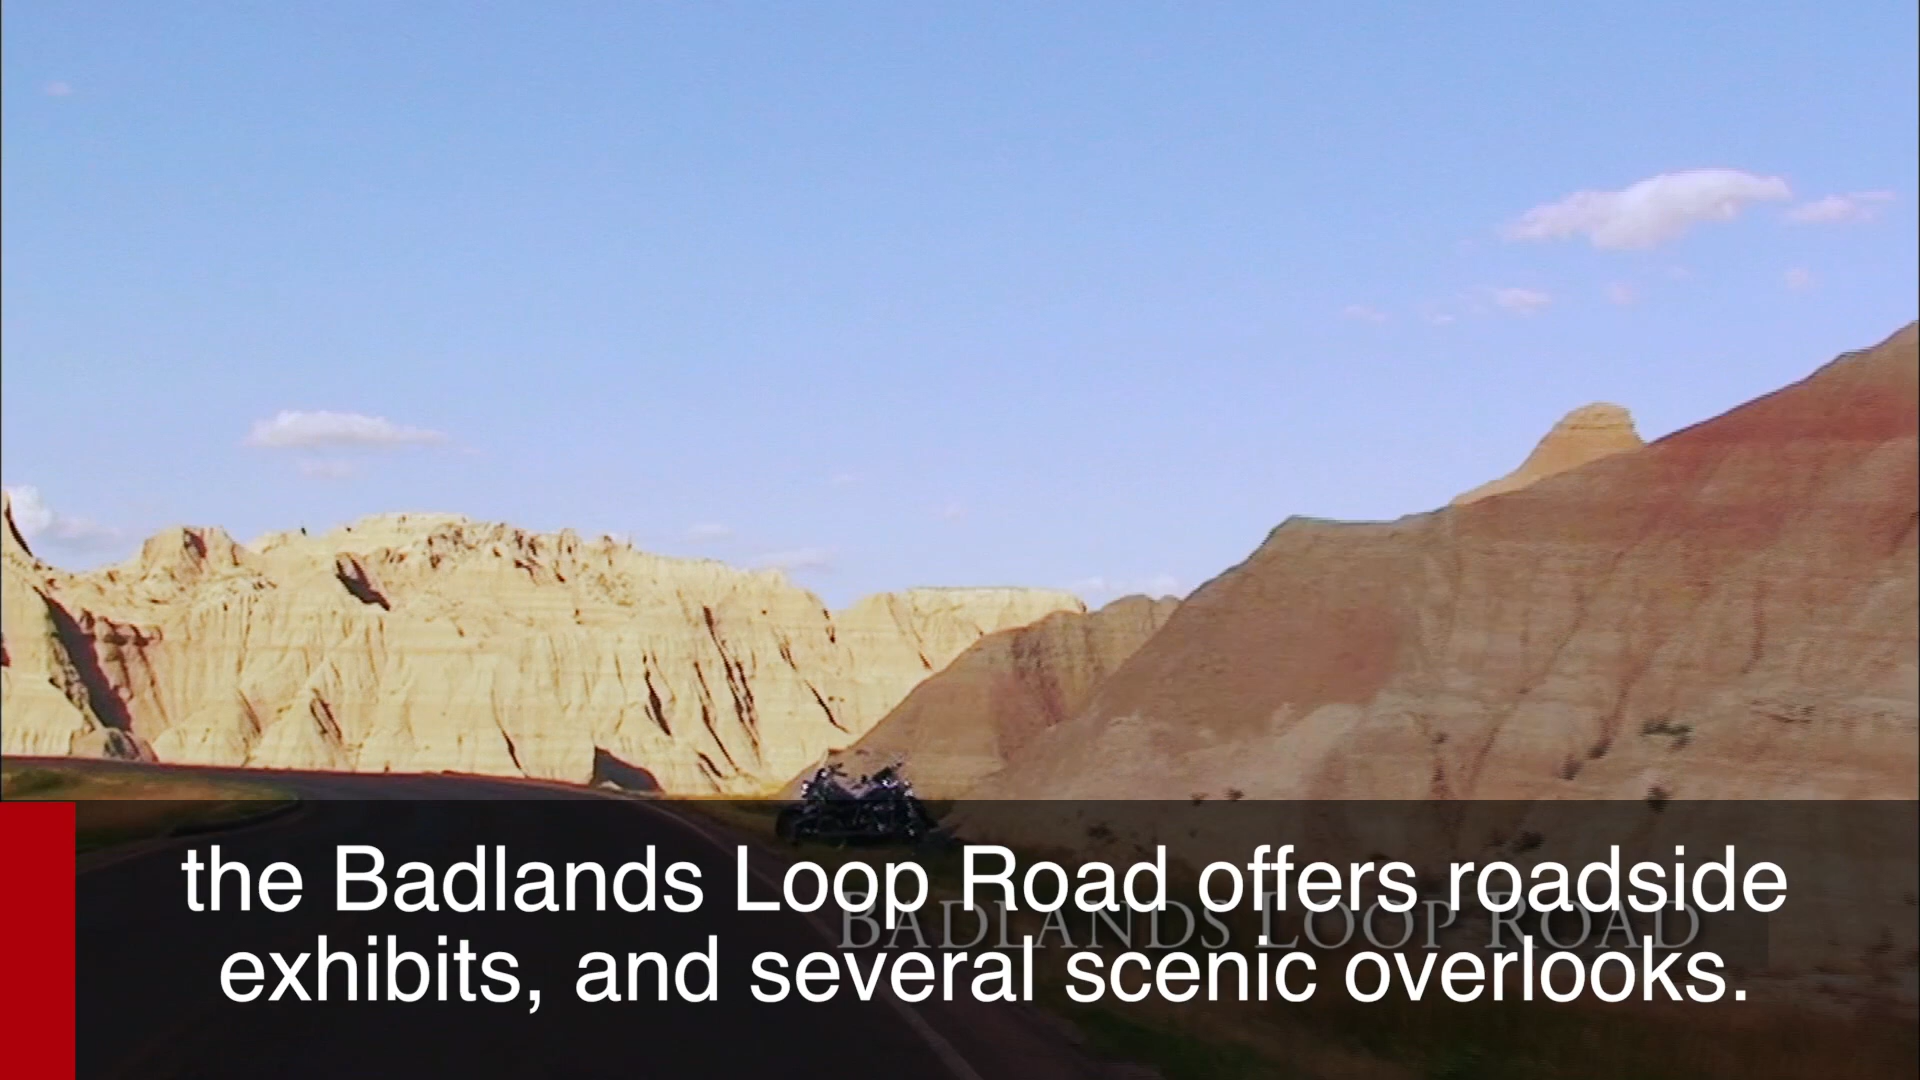 the Badlands Loop Road offers roadside
exhibits, and several scenic overlooks.
BADLANDS LOOP ROAD